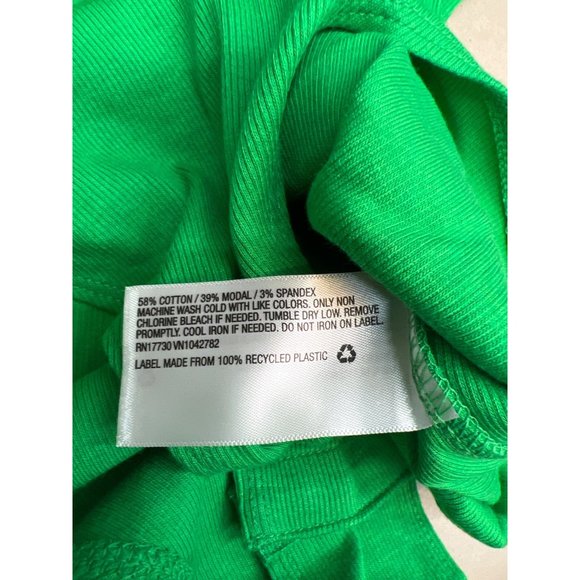 58% COTTON / 39% MODAL / 3% SPANDEX
MACHINE WASH COLD WITH LIKE COLORS. ONLY NON
CHLORINE BLEACH IF NEEDED. TUMBLE DRY LOW. REMOVE
PROMPTLY. COOL IRON IF NEEDED. DO NOT IRON ON LABEL.
RN17730 VN1042782
LABEL MADE FROM 100% RECYCLED PLASTIC